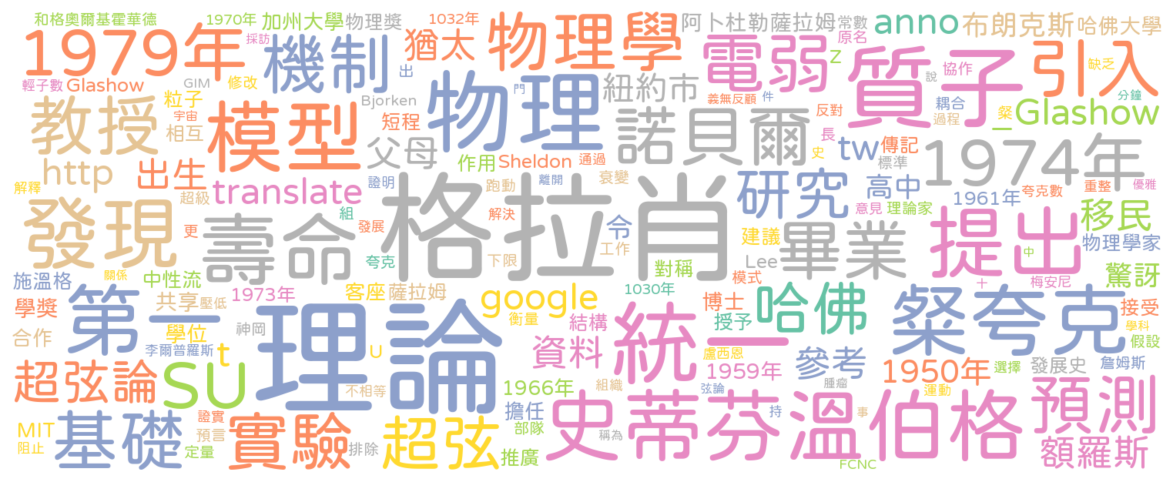 和格奧爾基霍華德 1970年 加州大學 物理獎 1032年 物理學 阿卜杜勒薩拉姆 常數 anno 布朗克斯 哈佛大學
1979年 採訪 機制 猶太 電弱 原名 Z 協作 質子 引入 缺乏
輕子數 Glashow GIM 修改 出 門 紐約市 義無反顧 件 說 分鐘
教授 粒子 宇宙 相互 模型 Bjorken 短程 物理 諾貝爾 反對 粲 耦合 過程 _ Glashow
http 出生 父母 作用 Sheldon 通過 長 史 tw 傳記 標準 1974年
解釋 超級 translate 證明 跑動 離開 衰變 研究 高中 1961年 夸克數 重整 優雅
發現 更 壽命 組 發展 格拉肖 解決 令 工作 建議 畢業 意見 理論家 提出 移民
施溫格 關係 中性流 夸克 下限 對稱 Lee 模式 物理學家 中 驚訝
學獎 第一 共享 壓低 1973年 客座 薩拉姆 google 1030年 博士 哈佛 粲夸克 梅安尼 十 接受
合作 學位 神岡 理論 衡量 結構 統一 授予 學科 假設
李爾普羅斯 t U 資料 盧西恩 1959年 參考 1950年 發展史 詹姆斯
超弦論 SU 不相等 1966年 組織 弦論 腫瘤 運動 選擇 預測
MIT 基礎 證實 實驗 超弦 擔任 部隊 史蒂芬溫伯格 持 事
阻止 預言 定量 排除 推廣 稱為 FCNC 額羅斯